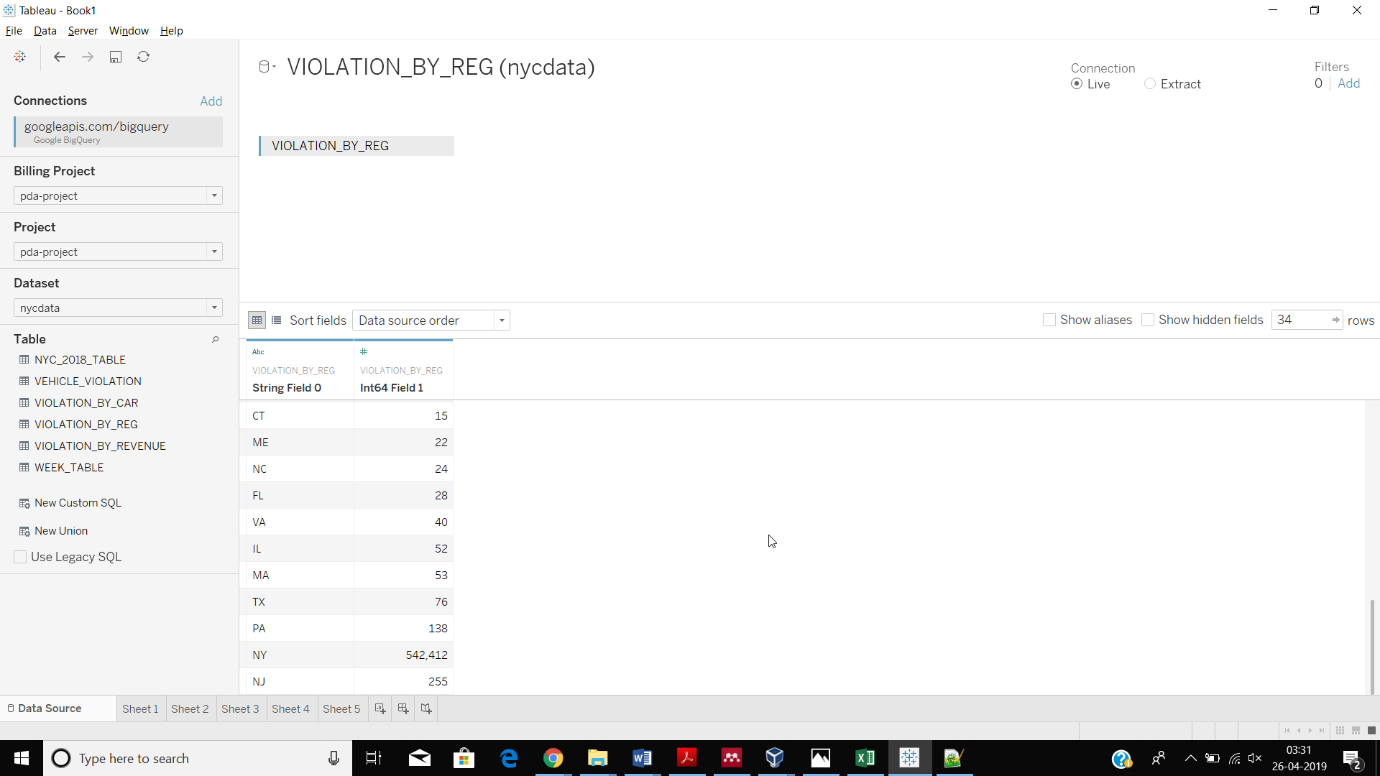 Tableau - Book1
File Data Server Window Help
Connections Add
googleapis.com/bigquery
Google BigQuery
Billing Project
pda-project
Project
pda-project
Dataset
nycdata
Table
NYC_2018_TABLE
VEHICLE_VIOLATION
VIOLATION_BY_CAR
VIOLATION_BY_REG
VIOLATION_BY_REVENUE
WEEK_TABLE
New Custom SQL
New Union
Use Legacy SQL
VIOLATION_BY_REG (nycdata)
Connection
Live Extract
Filters
0 Add
VIOLATION_BY_REG
Sort fields Data source order Show aliases Show hidden fields 34 rows
Abc #
VIOLATION_BY_REG VIOLATION_BY_REG
String Field 0 Int64 Field 1
CT 15
ME 22
NC 24
FL 28
VA 40
IL 52
MA 53
TX 76
PA 138
NY 542,412
NJ 255
Data Source Sheet 1 Sheet 2 Sheet 3 Sheet 4 Sheet 5
Type here to search
03:31
26-04-2019
2